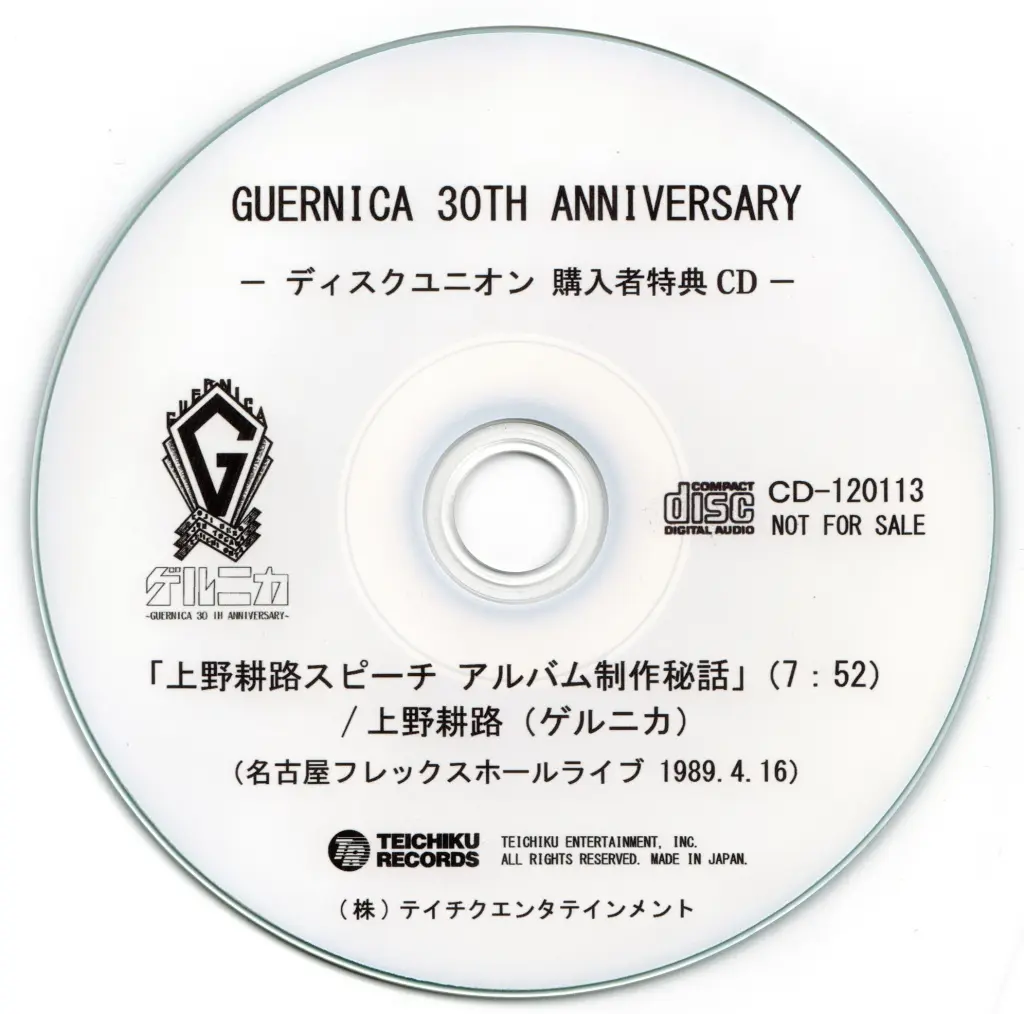 GUERNICA 30TH ANNIVERSARY
− ディスクユニオン 購入者特典 CD −
GUERNICA
G
ゲルニカ
-GUERNICA 30 TH ANNIVERSARY-
COMPACT
disc
DIGITAL AUDIO
CD-120113
NOT FOR SALE
「上野耕路スピーチ アルバム制作秘話」(7：52)
/ 上野耕路 (ゲルニカ)
(名古屋フレックスホールライブ 1989.4.16)
TEICHIKU
RECORDS
TEICHIKU ENTERTAINMENT, INC.
ALL RIGHTS RESERVED. MADE IN JAPAN.
(株) テイチクエンタテインメント